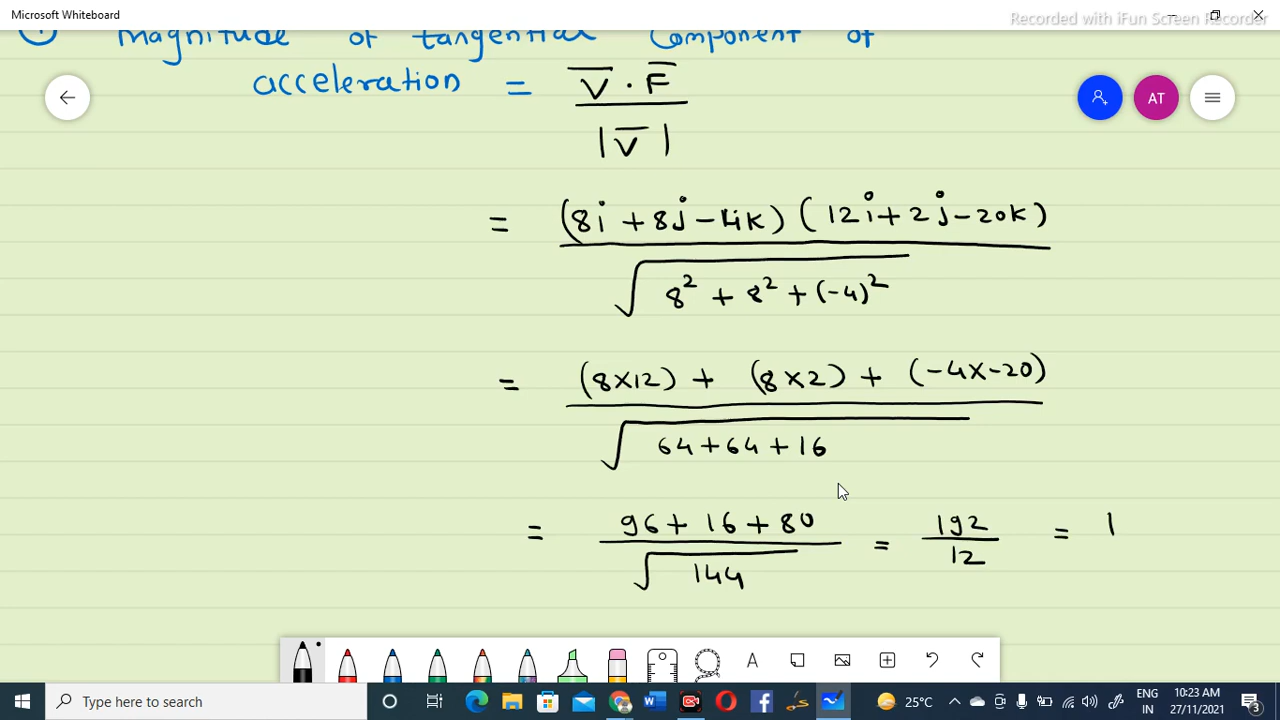 Microsoft Whiteboard
Recorded with iFun Screen Recorder
① Magnitude of tangential component of
acceleration = V̅ · F̅
|V̅|
AT
= (8i + 8j - 4k) (12i + 2j - 20k)
√ 8² + 8² + (-4)²
= (8×12) + (8×2) + (-4×-20)
√ 64 + 64 + 16
= 96 + 16 + 80 = 192 = 1
√ 144 12
A
Type here to search
W
25°C
ENG 10:23 AM
IN 27/11/2021
3